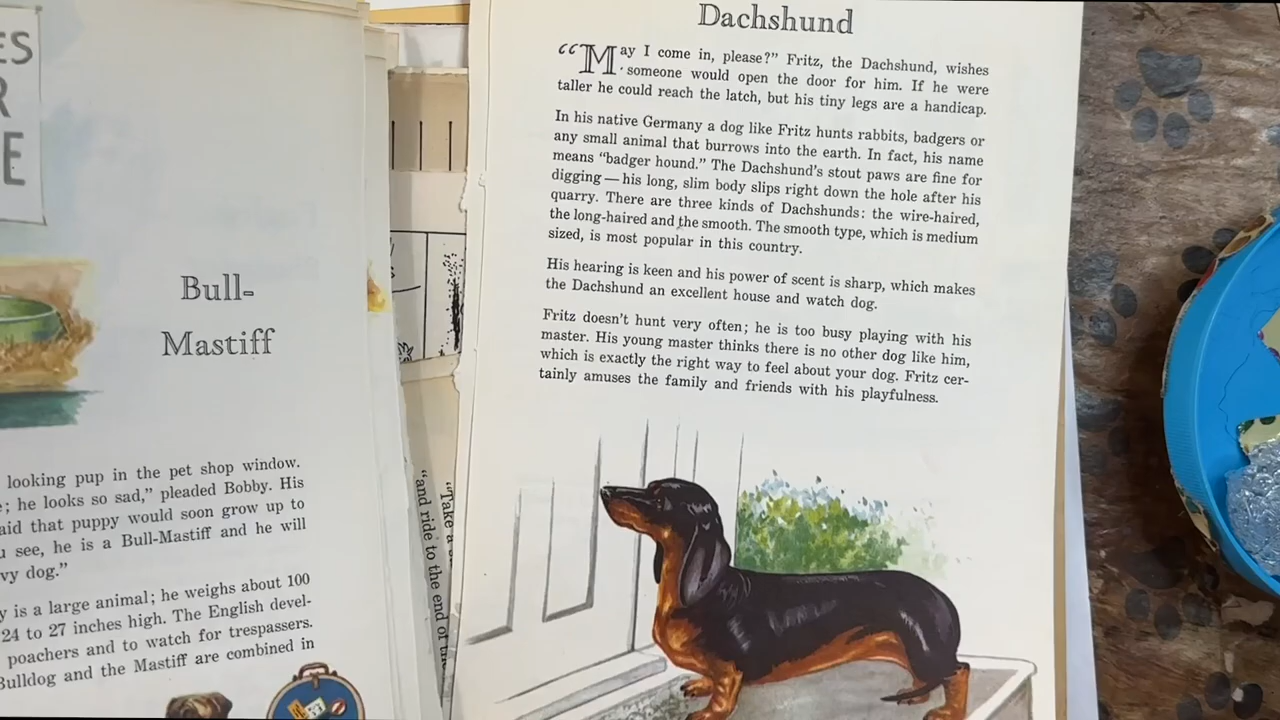 ES
R
E
Bull-
Mastiff
looking pup in the pet shop window.
; he looks so sad,” pleaded Bobby. His
aid that puppy would soon grow up to
u see, he is a Bull-Mastiff and he will
vy dog.”
y is a large animal; he weighs about 100
24 to 27 inches high. The English devel-
poachers and to watch for trespassers.
Bulldog and the Mastiff are combined in
“Take a
“and ride to the end of the
Dachshund
“May I come in, please?” Fritz, the Dachshund, wishes
someone would open the door for him. If he were
taller he could reach the latch, but his tiny legs are a handicap.
In his native Germany a dog like Fritz hunts rabbits, badgers or
any small animal that burrows into the earth. In fact, his name
means “badger hound.” The Dachshund’s stout paws are fine for
digging — his long, slim body slips right down the hole after his
quarry. There are three kinds of Dachshunds: the wire-haired,
the long-haired and the smooth. The smooth type, which is medium
sized, is most popular in this country.
His hearing is keen and his power of scent is sharp, which makes
the Dachshund an excellent house and watch dog.
Fritz doesn’t hunt very often; he is too busy playing with his
master. His young master thinks there is no other dog like him,
which is exactly the right way to feel about your dog. Fritz cer-
tainly amuses the family and friends with his playfulness.